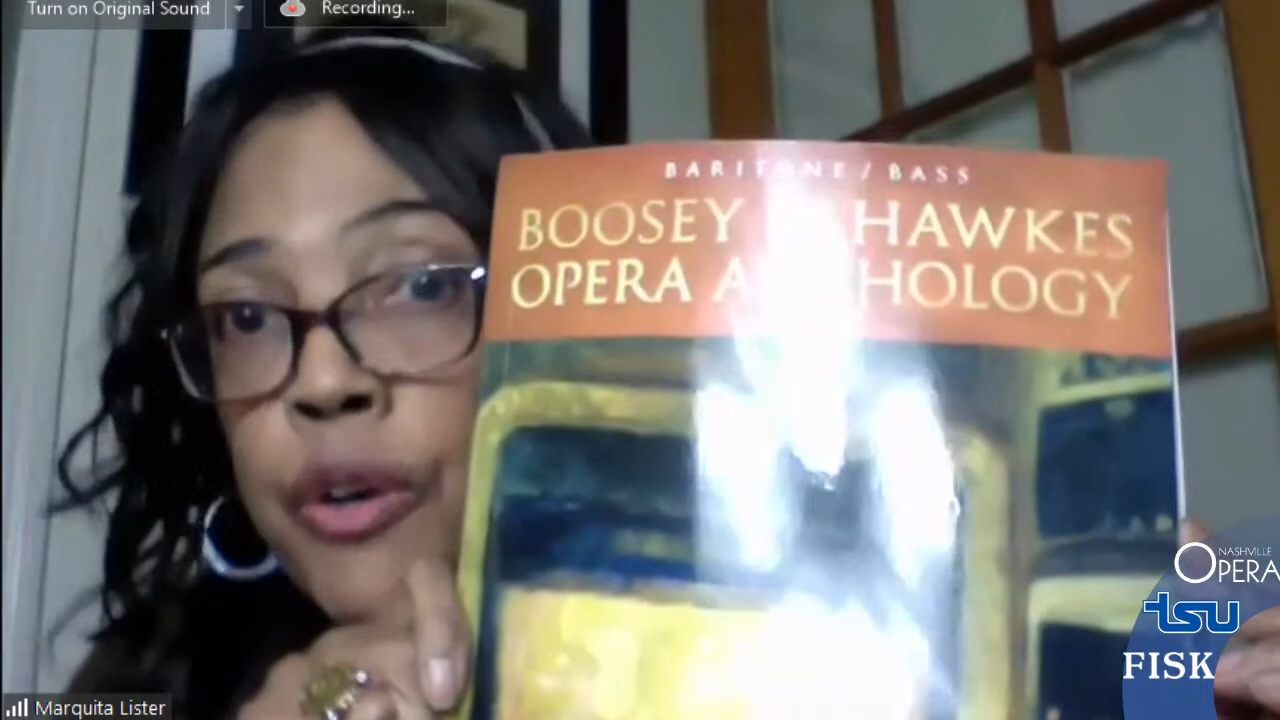 Turn on Original Sound
Recording...
BARITONE / BASS
BOOSEY HAWKES
OPERA A HOLOGY
NASHVILLE
OPERA
tsu
FISK
Marquita Lister